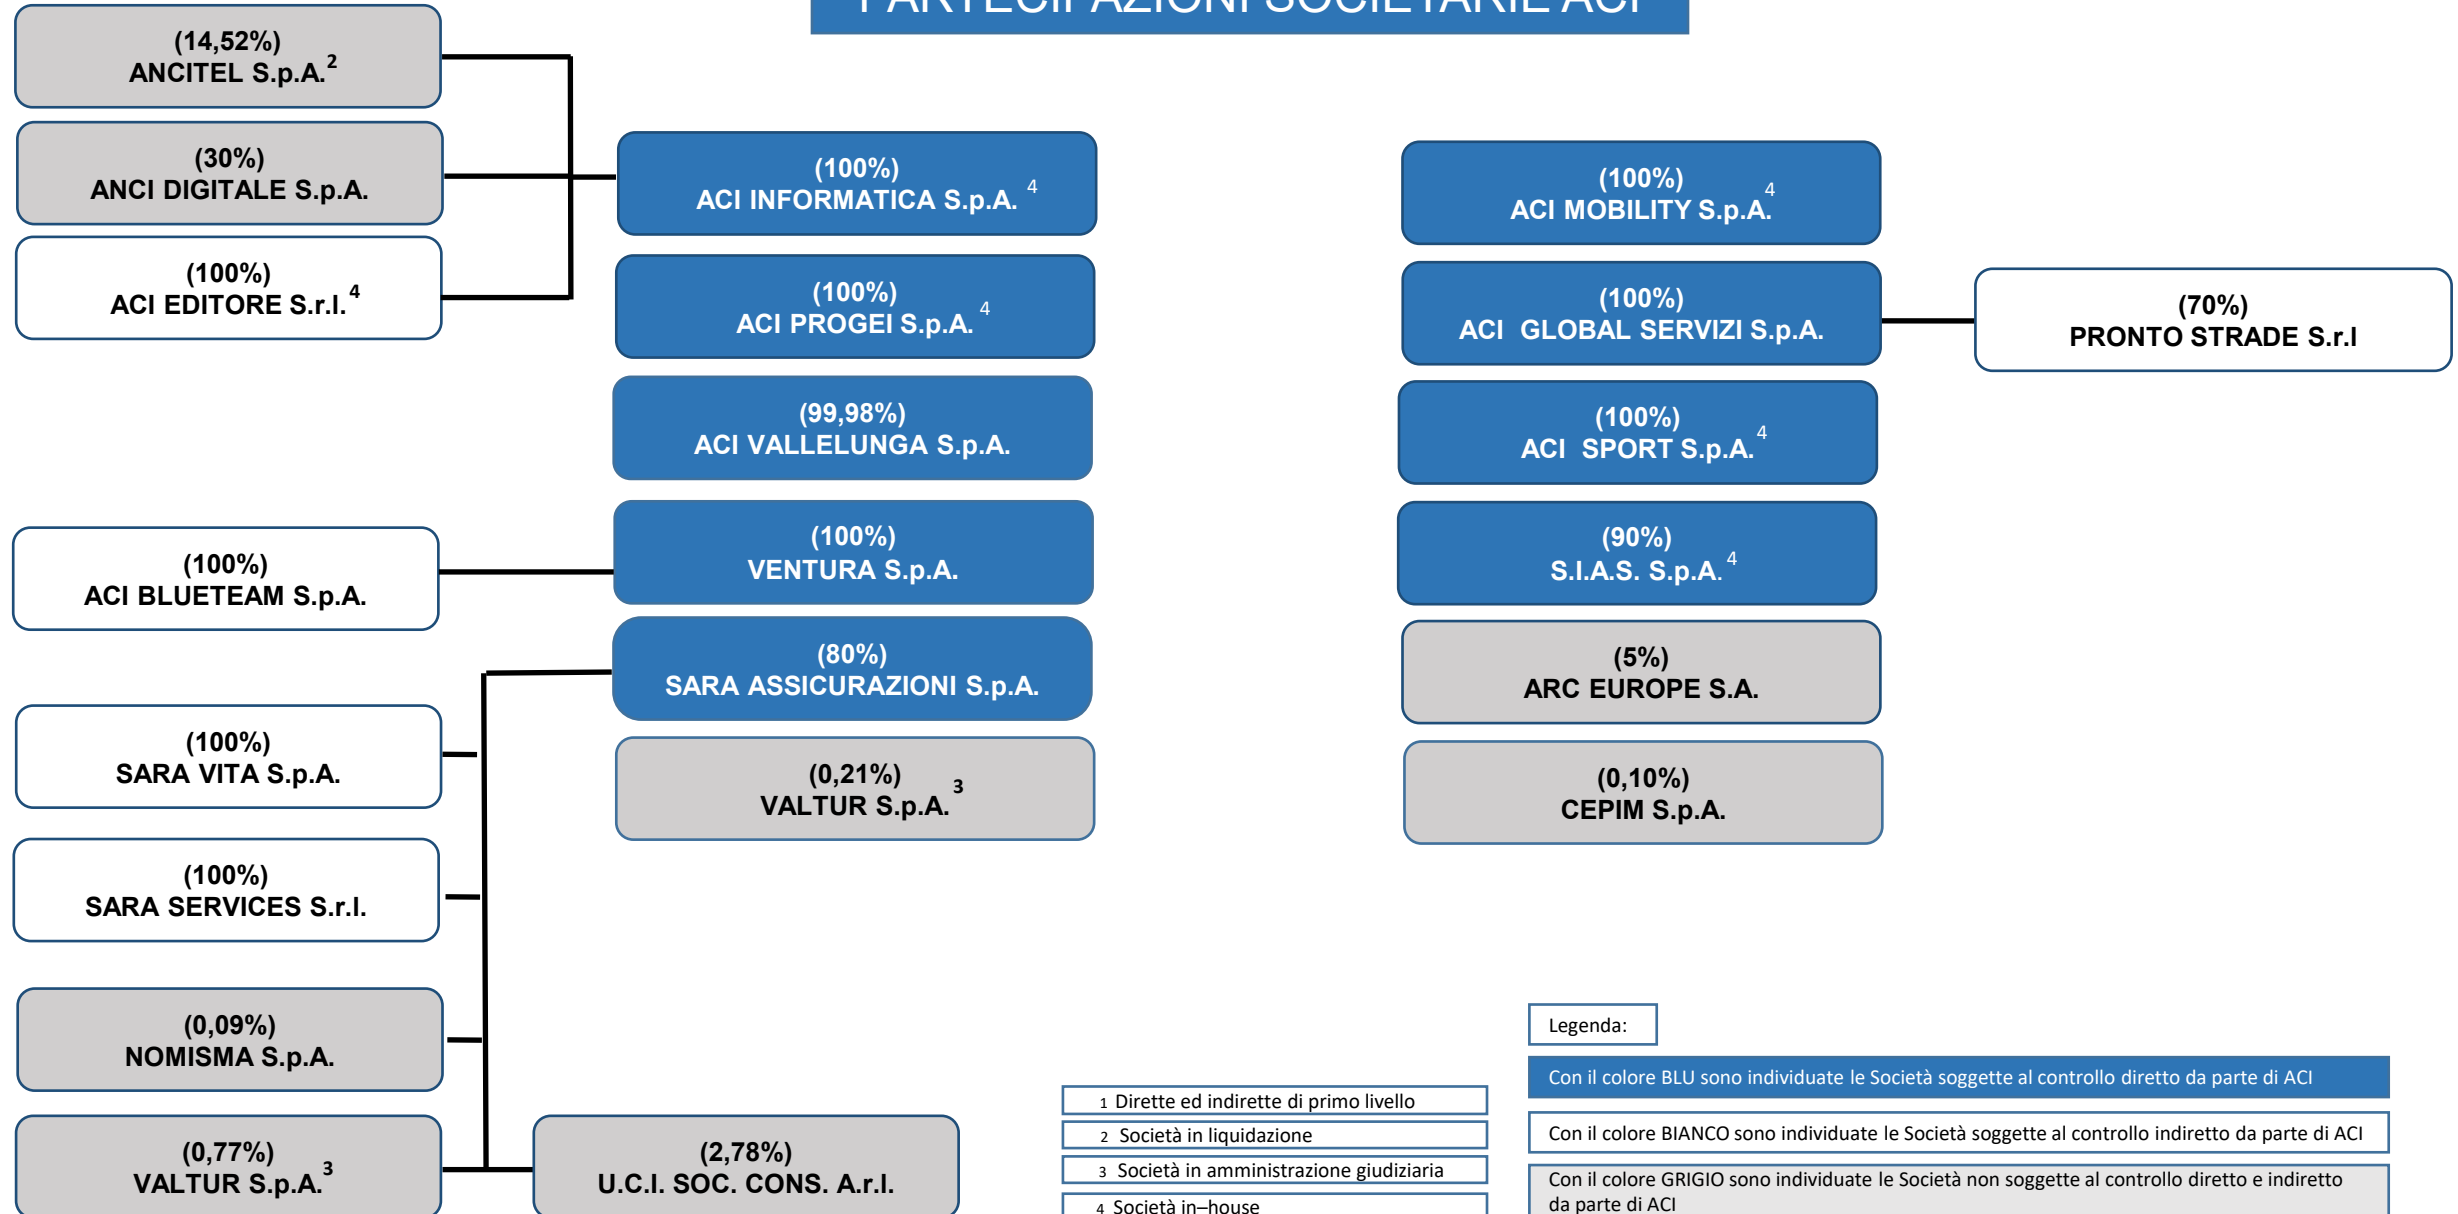 PARTECIPAZIONI SOCIETARIE ACI
(14,52%)
ANCITEL S.p.A.²
(30%)
ANCI DIGITALE S.p.A.
(100%)
ACI EDITORE S.r.l.⁴
(100%)
ACI BLUETEAM S.p.A.
(100%)
SARA VITA S.p.A.
(100%)
SARA SERVICES S.r.l.
(0,09%)
NOMISMA S.p.A.
(0,77%)
VALTUR S.p.A.³
(2,78%)
U.C.I. SOC. CONS. A.r.l.
(100%)
ACI INFORMATICA S.p.A. ⁴
(100%)
ACI PROGEI S.p.A. ⁴
(99,98%)
ACI VALLELUNGA S.p.A.
(100%)
VENTURA S.p.A.
(80%)
SARA ASSICURAZIONI S.p.A.
(0,21%)
VALTUR S.p.A.³
(100%)
ACI MOBILITY S.p.A.⁴
(100%)
ACI GLOBAL SERVIZI S.p.A.
(100%)
ACI SPORT S.p.A.⁴
(90%)
S.I.A.S. S.p.A.⁴
(5%)
ARC EUROPE S.A.
(0,10%)
CEPIM S.p.A.
(70%)
PRONTO STRADE S.r.l
1 Dirette ed indirette di primo livello
2 Società in liquidazione
3 Società in amministrazione giudiziaria
4 Società in–house
Legenda:
Con il colore BLU sono individuate le Società soggette al controllo diretto da parte di ACI
Con il colore BIANCO sono individuate le Società soggette al controllo indiretto da parte di ACI
Con il colore GRIGIO sono individuate le Società non soggette al controllo diretto e indiretto
da parte di ACI